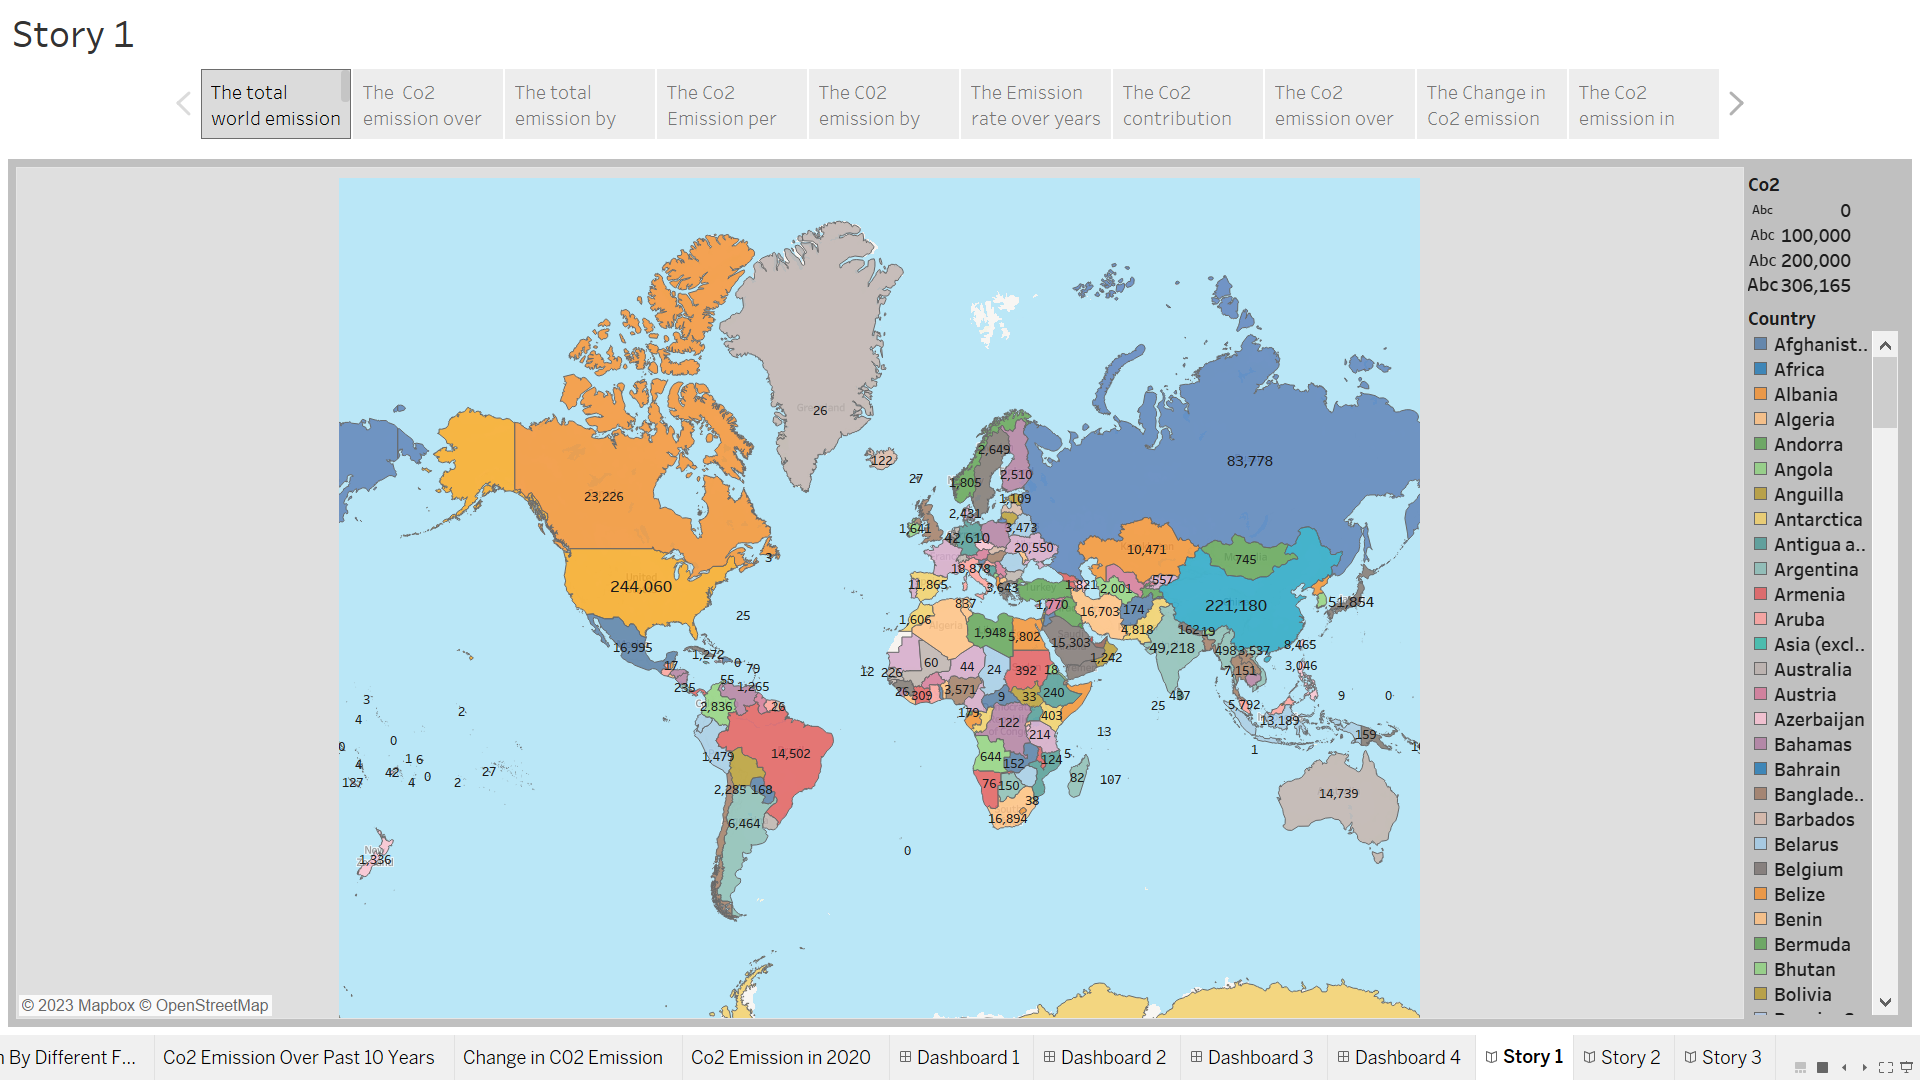 Story 1
The total
world emission
The Co2
emission over
The total
emission by
The Co2
Emission per
The C02
emission by
The Emission
rate over years
The Co2
contribution
The Co2
emission over
The Change in
Co2 emission
The Co2
emission in
Co2
Abc 0
Abc 100,000
Abc 200,000
Abc 306,165
Country
Afghanist..
Africa
Albania
Algeria
Andorra
Angola
Anguilla
Antarctica
Antigua a..
Argentina
Armenia
Aruba
Asia (excl..
Australia
Austria
Azerbaijan
Bahamas
Bahrain
Banglade..
Barbados
Belarus
Belgium
Belize
Benin
Bermuda
Bhutan
Bolivia
26
122
27
2,649
1,805
2,510
83,778
23,226
1,109
2,431
1,641
3,473
42,610
20,550
3
18,878
10,471
745
244,060
11,865
3,643
1,821
2,001
557
221,180
51,854
837
1,770
16,703
174
25
1,606
1,948
5,802
15,303
4,818
162
19
16,995
1,272
0
79
49,218
498
3,537
8,465
1,242
17
12
226
60
44
24
392
18
7,151
3,046
235
55
1,265
26
309
3,571
9
33
240
437
9
0
3
2,836
26
25
5,792
4
2
179
122
403
13
13,189
0
214
159
0
1,479
14,502
644
152
124
5
1
4
1 6
42
0
27
4
2
76
150
82
107
14,739
2,285
168
38
6,464
16,894
1,336
0
© 2023 Mapbox © OpenStreetMap
n By Different F...
Co2 Emission Over Past 10 Years
Change in C02 Emission
Co2 Emission in 2020
Dashboard 1
Dashboard 2
Dashboard 3
Dashboard 4
Story 1
Story 2
Story 3